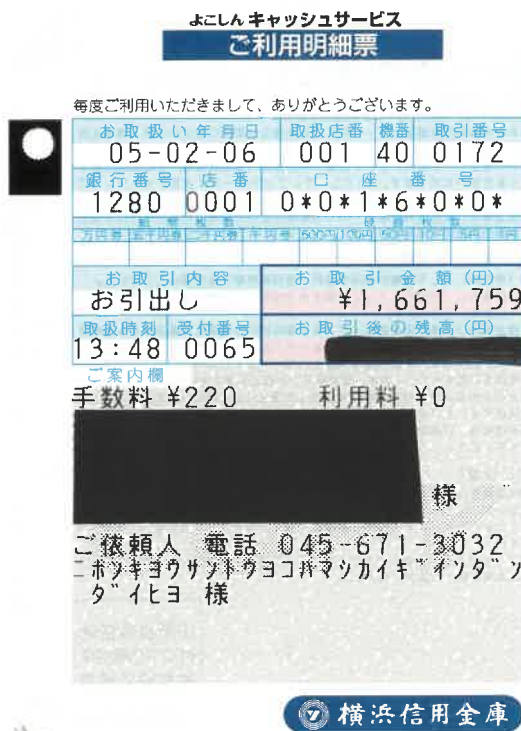 よこしん キャッシュサービス
ご利用明細票
毎度ご利用いただきまして、ありがとうございます。
お取扱い年月日 取扱店番 機番 取引番号
05-02-06 001 40 0172
銀行番号 店番 口座番号
1280 0001 0*0*1*6*0*0*
お取引内容 お取引金額(円)
お引出し ¥1,661,759
取扱時刻 受付番号 お取引後の残高(円)
13:48 0065
ご案内欄
手数料 ¥220 利用料 ¥0
様
ご依頼人 電話 045-671-3032
ニホンキヨウサントウヨコハマシカイギインダン
ダイヒヨ 様
横浜信用金庫